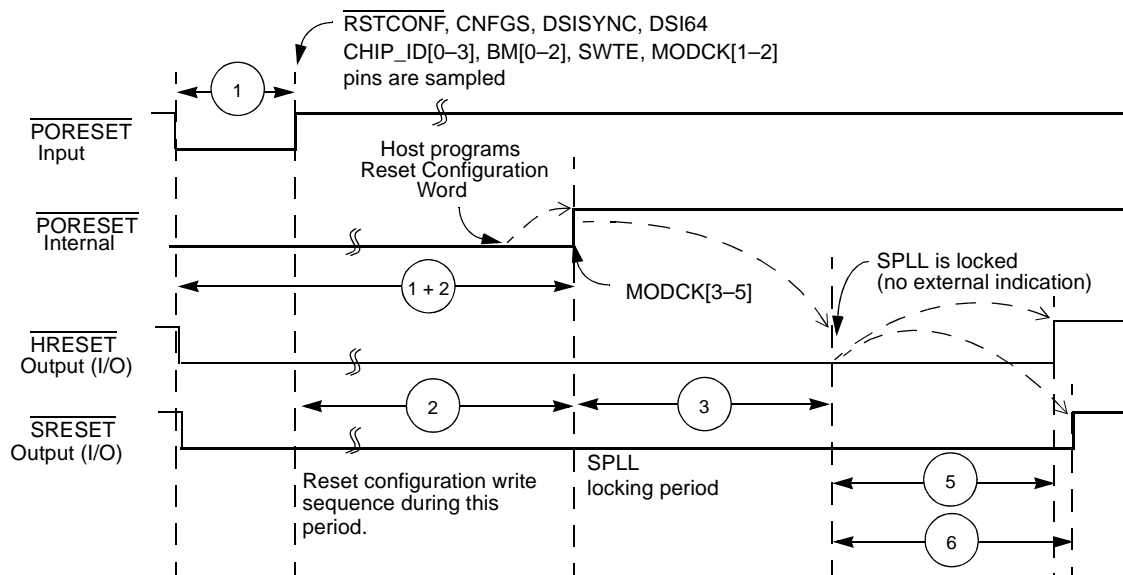 RSTCONF, CNFGS, DSISYNC, DSI64
CHIP_ID[0–3], BM[0–2], SWTE, MODCK[1–2]
pins are sampled
1
PORESET
Input
Host programs
Reset Configuration
Word
PORESET
Internal
SPLL is locked
(no external indication)
1 + 2
MODCK[3–5]
HRESET
Output (I/O)
2
3
SRESET
Output (I/O)
Reset configuration write
sequence during this
period.
SPLL
locking period
5
6